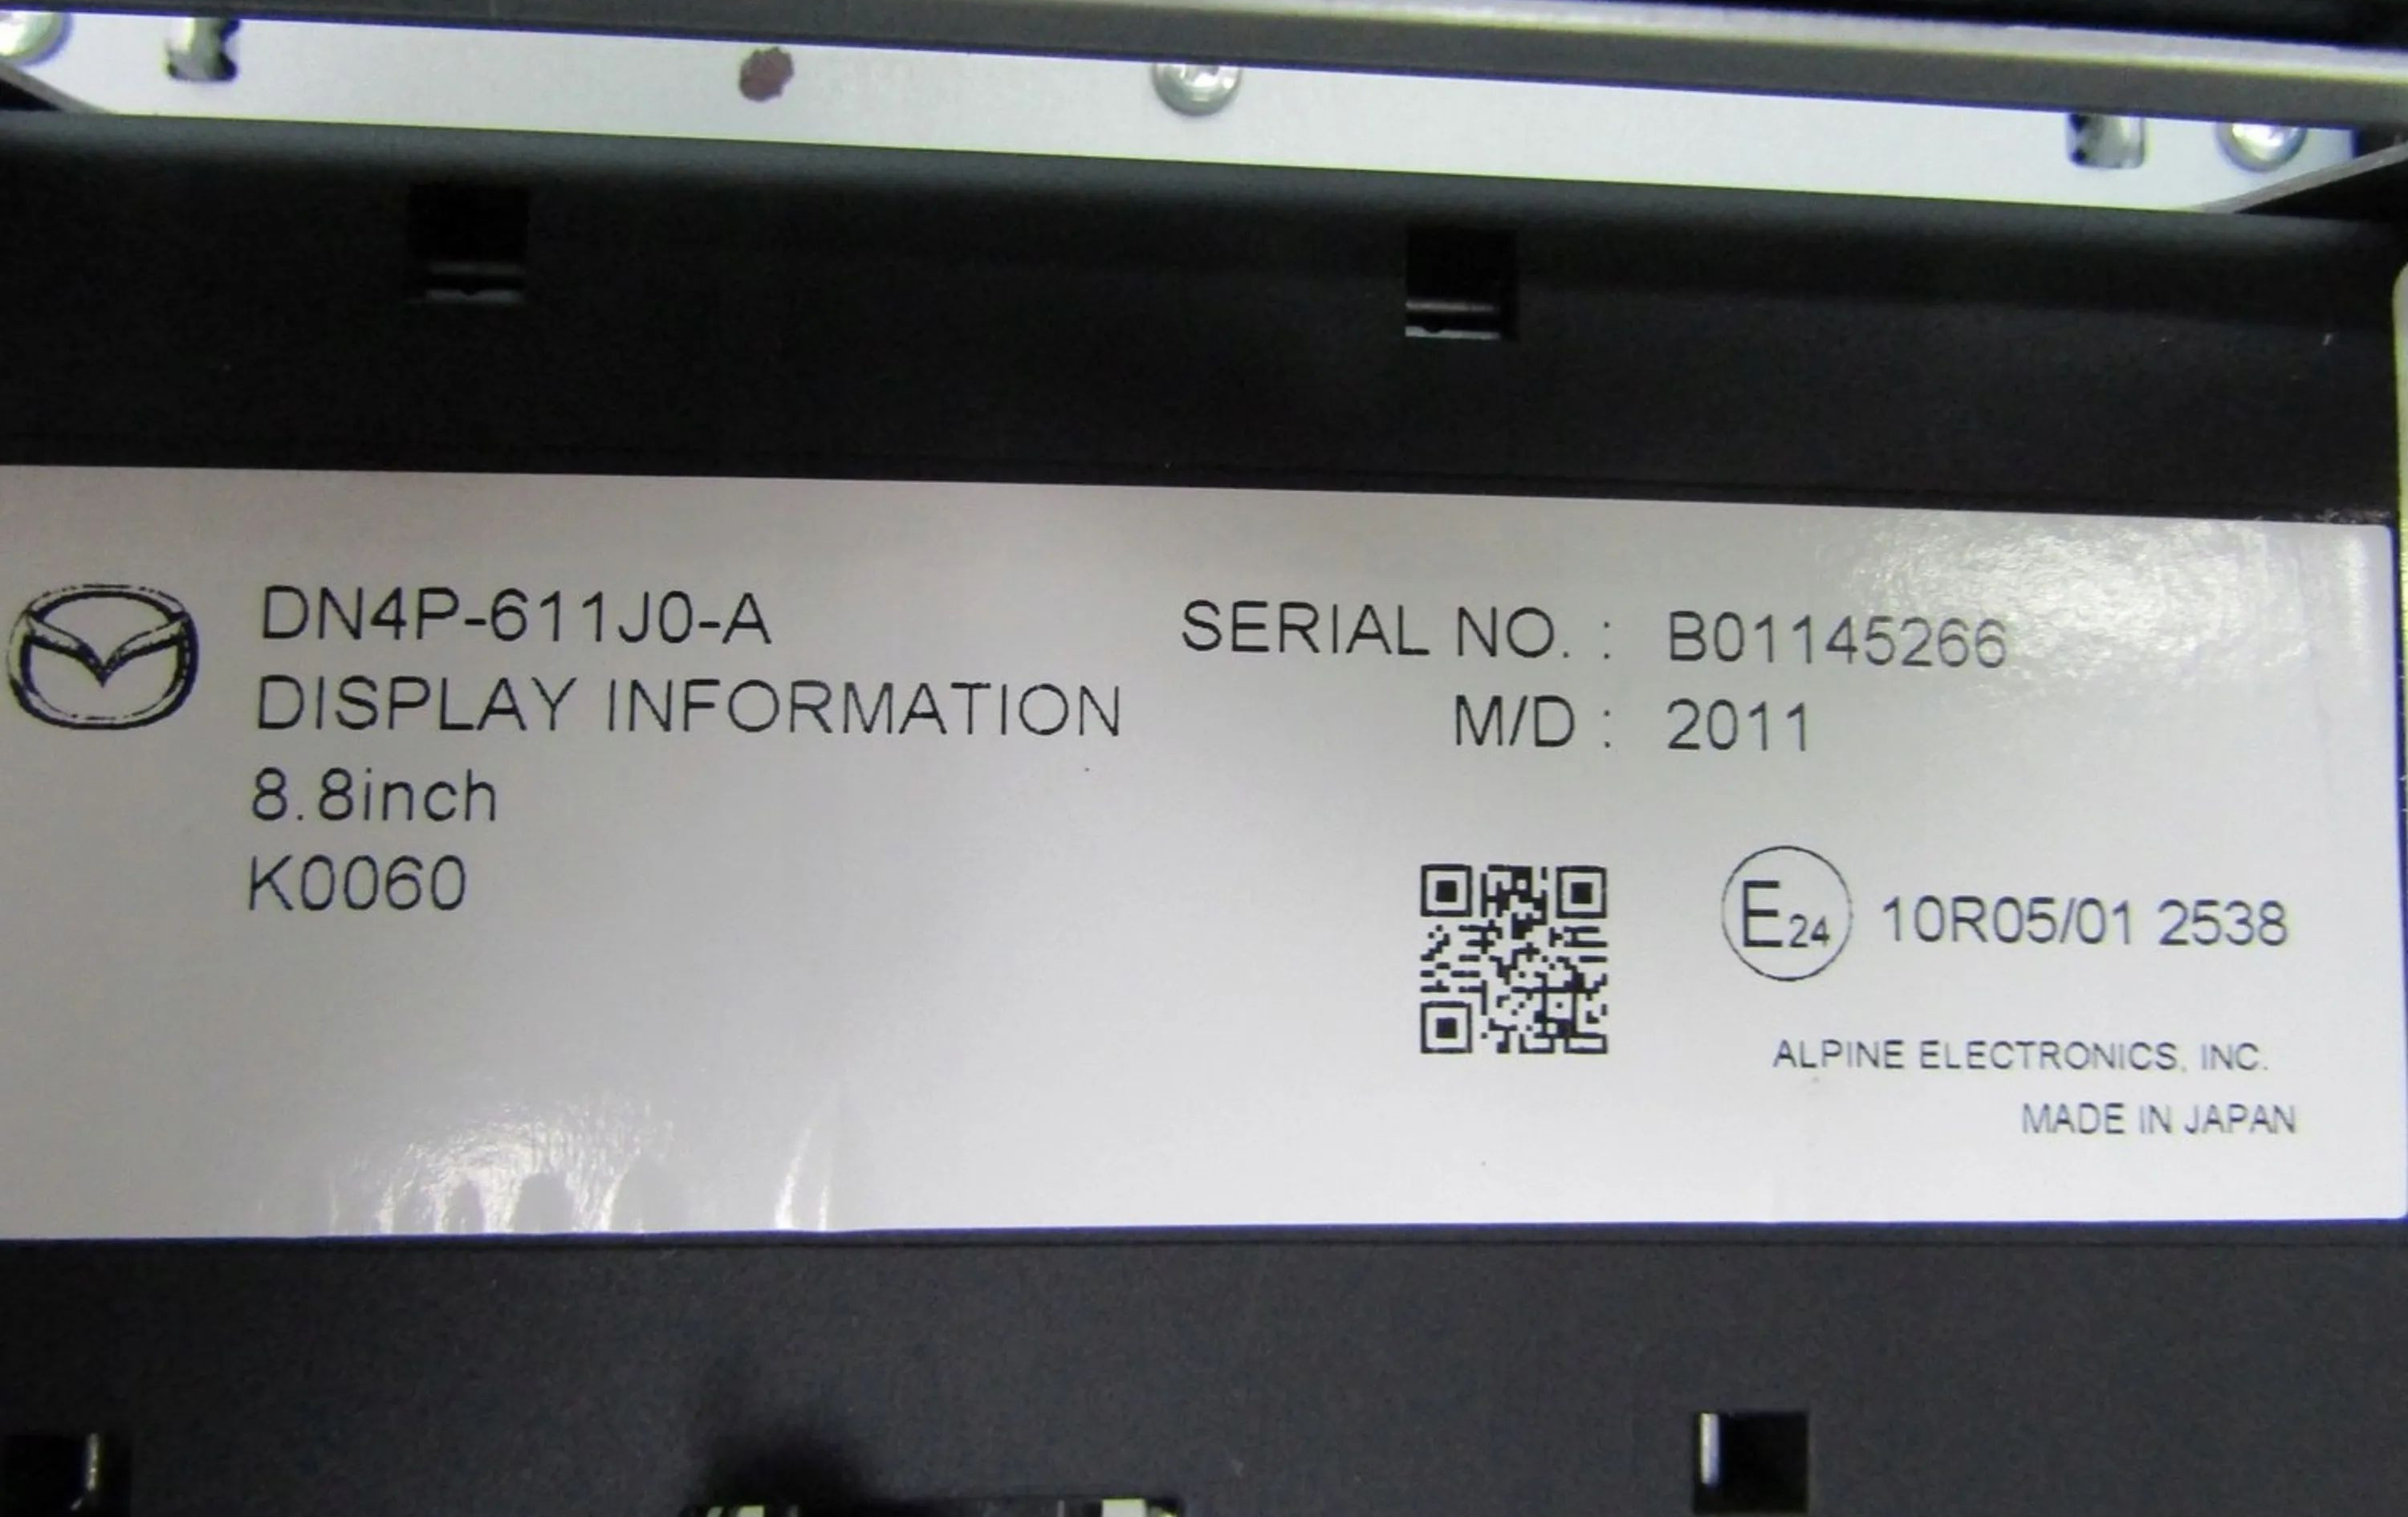 DN4P-611J0-A
DISPLAY INFORMATION
8.8inch
K0060
SERIAL NO. : B01145266
M/D : 2011
E24 10R05/01 2538
ALPINE ELECTRONICS, INC.
MADE IN JAPAN